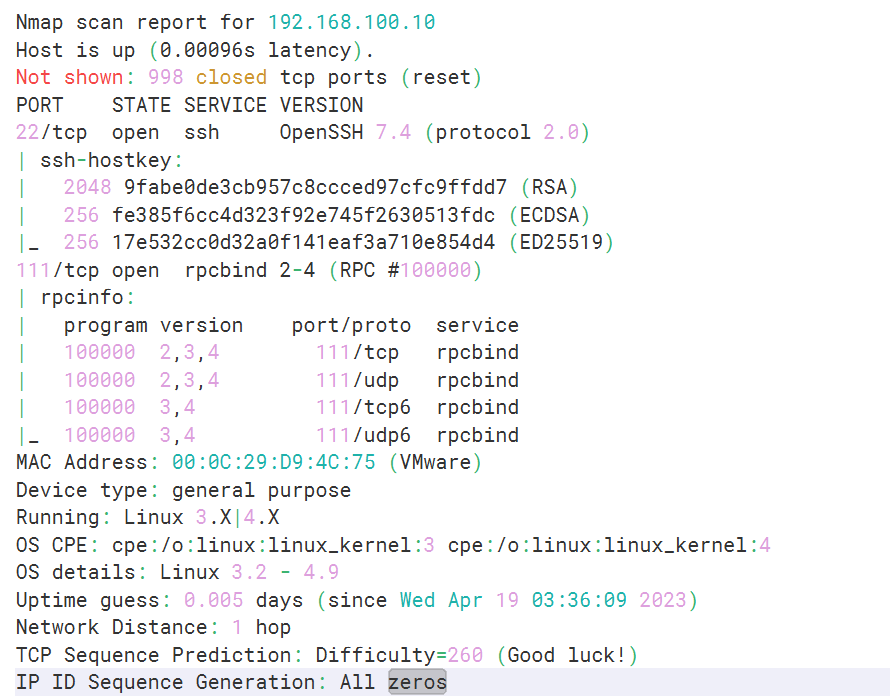 Nmap scan report for 192.168.100.10
Host is up (0.00096s latency).
Not shown: 998 closed tcp ports (reset)
PORT    STATE SERVICE VERSION
22/tcp  open  ssh     OpenSSH 7.4 (protocol 2.0)
| ssh-hostkey:
|   2048 9fabe0de3cb957c8ccced97cfc9ffdd7 (RSA)
|   256 fe385f6cc4d323f92e745f2630513fdc (ECDSA)
|_  256 17e532cc0d32a0f141eaf3a710e854d4 (ED25519)
111/tcp open  rpcbind 2-4 (RPC #100000)
| rpcinfo:
|   program version    port/proto  service
|   100000  2,3,4        111/tcp   rpcbind
|   100000  2,3,4        111/udp   rpcbind
|   100000  3,4          111/tcp6  rpcbind
|_  100000  3,4          111/udp6  rpcbind
MAC Address: 00:0C:29:D9:4C:75 (VMware)
Device type: general purpose
Running: Linux 3.X|4.X
OS CPE: cpe:/o:linux:linux_kernel:3 cpe:/o:linux:linux_kernel:4
OS details: Linux 3.2 - 4.9
Uptime guess: 0.005 days (since Wed Apr 19 03:36:09 2023)
Network Distance: 1 hop
TCP Sequence Prediction: Difficulty=260 (Good luck!)
IP ID Sequence Generation: All zeros